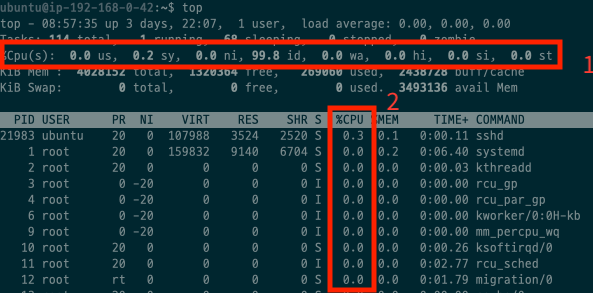 ubuntu@ip-192-168-0-42:~$ top
top - 08:57:35 up 3 days, 22:07, 1 user, load average: 0.00, 0.00, 0.00
Tasks: 114 total, 1 running, 68 sleeping, 0 stopped, 0 zombie
%Cpu(s): 0.0 us, 0.2 sy, 0.0 ni, 99.8 id, 0.0 wa, 0.0 hi, 0.0 si, 0.0 st
1
KiB Mem : 4028152 total, 1320364 free, 269060 used, 2438728 buff/cache
KiB Swap: 0 total, 0 free, 0 used. 3493136 avail Mem
2
PID USER PR NI VIRT RES SHR S %CPU %MEM TIME+ COMMAND
21983 ubuntu 20 0 107988 3524 2520 S 0.3 0.1 0:00.11 sshd
1 root 20 0 159832 9140 6704 S 0.0 0.2 0:06.40 systemd
2 root 20 0 0 0 0 S 0.0 0.0 0:00.03 kthreadd
3 root 0 -20 0 0 0 I 0.0 0.0 0:00.00 rcu_gp
4 root 0 -20 0 0 0 I 0.0 0.0 0:00.00 rcu_par_gp
6 root 0 -20 0 0 0 I 0.0 0.0 0:00.00 kworker/0:0H-kb
9 root 0 -20 0 0 0 I 0.0 0.0 0:00.00 mm_percpu_wq
10 root 20 0 0 0 0 S 0.0 0.0 0:00.26 ksoftirqd/0
11 root 20 0 0 0 0 I 0.0 0.0 0:02.77 rcu_sched
12 root rt 0 0 0 0 S 0.0 0.0 0:01.79 migration/0